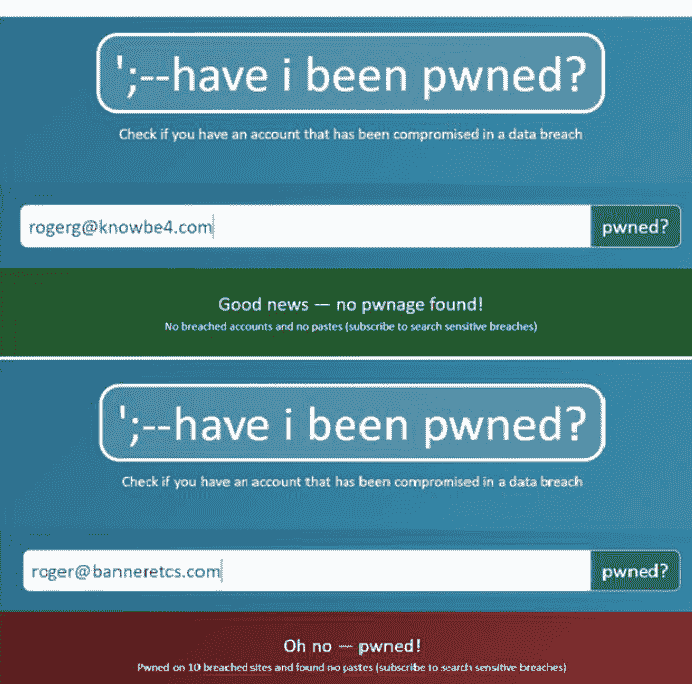 ';--have i been pwned?
Check if you have an account that has been compromised in a data breach
rogerg@knowbe4.com
pwned?
Good news — no pwnage found!
No breached accounts and no pastes (subscribe to search sensitive breaches)
';--have i been pwned?
Check if you have an account that has been compromised in a data breach
roger@banneretcs.com
pwned?
Oh no — pwned!
Pwned on 10 breached sites and found no pastes (subscribe to search sensitive breaches)